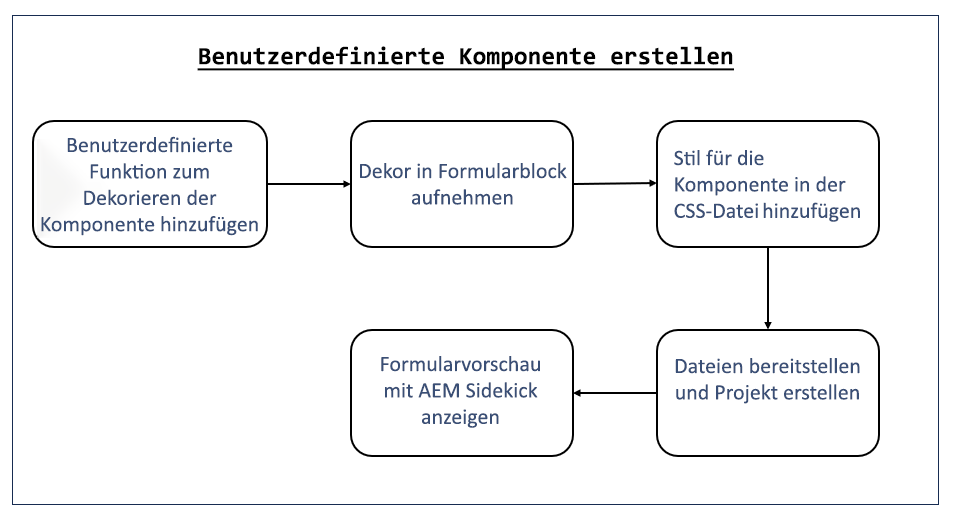 Benutzerdefinierte Komponente erstellen
Benutzerdefinierte
Funktion zum
Dekorieren der
Komponente hinzufügen
Dekor in Formularblock
aufnehmen
Stil für die
Komponente in der
CSS-Datei hinzufügen
Dateien bereitstellen
und Projekt erstellen
Formularvorschau
mit AEM Sidekick
anzeigen